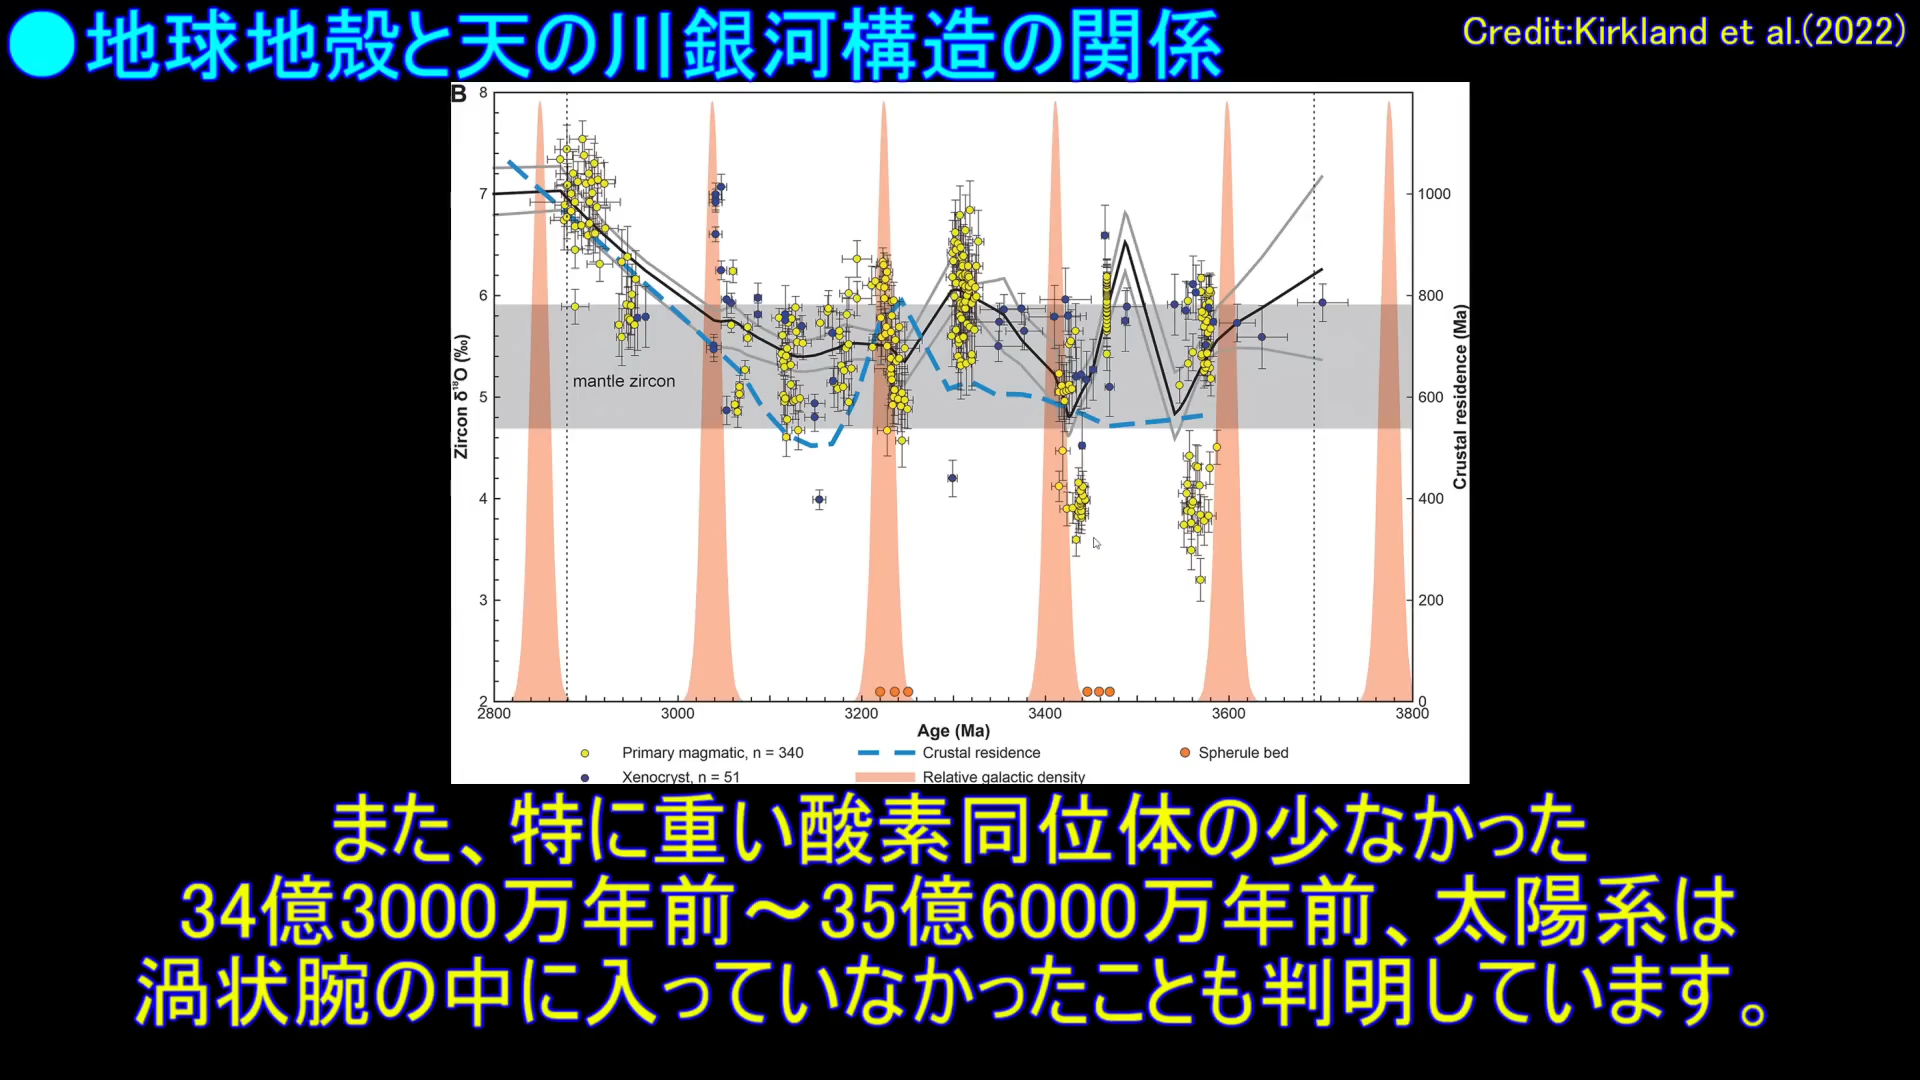 ●地球地殻と天の川銀河構造の関係
Credit:Kirkland et al.(2022)
B
8
7
6
5
4
3
2
Zircon δ¹⁸O (‰)
mantle zircon
1000
800
600
400
200
0
Crustal residence (Ma)
2800 3000 3200 3400 3600 3800
Age (Ma)
Primary magmatic, n = 340
Crustal residence
Spherule bed
Xenocryst, n = 51
Relative galactic density
また、特に重い酸素同位体の少なかった
34億3000万年前～35億6000万年前、太陽系は
渦状腕の中に入っていなかったことも判明しています。